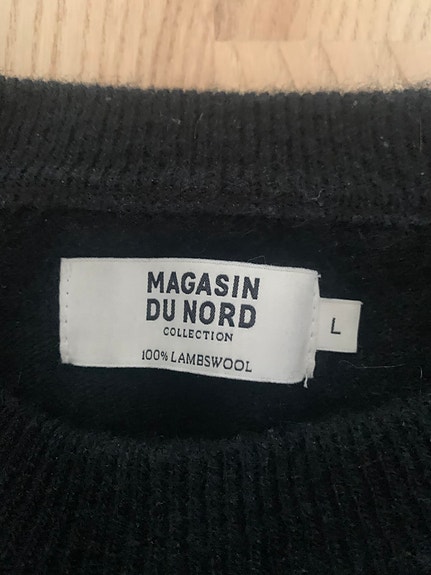 MAGASIN
DU NORD
COLLECTION
100% LAMBSWOOL
L